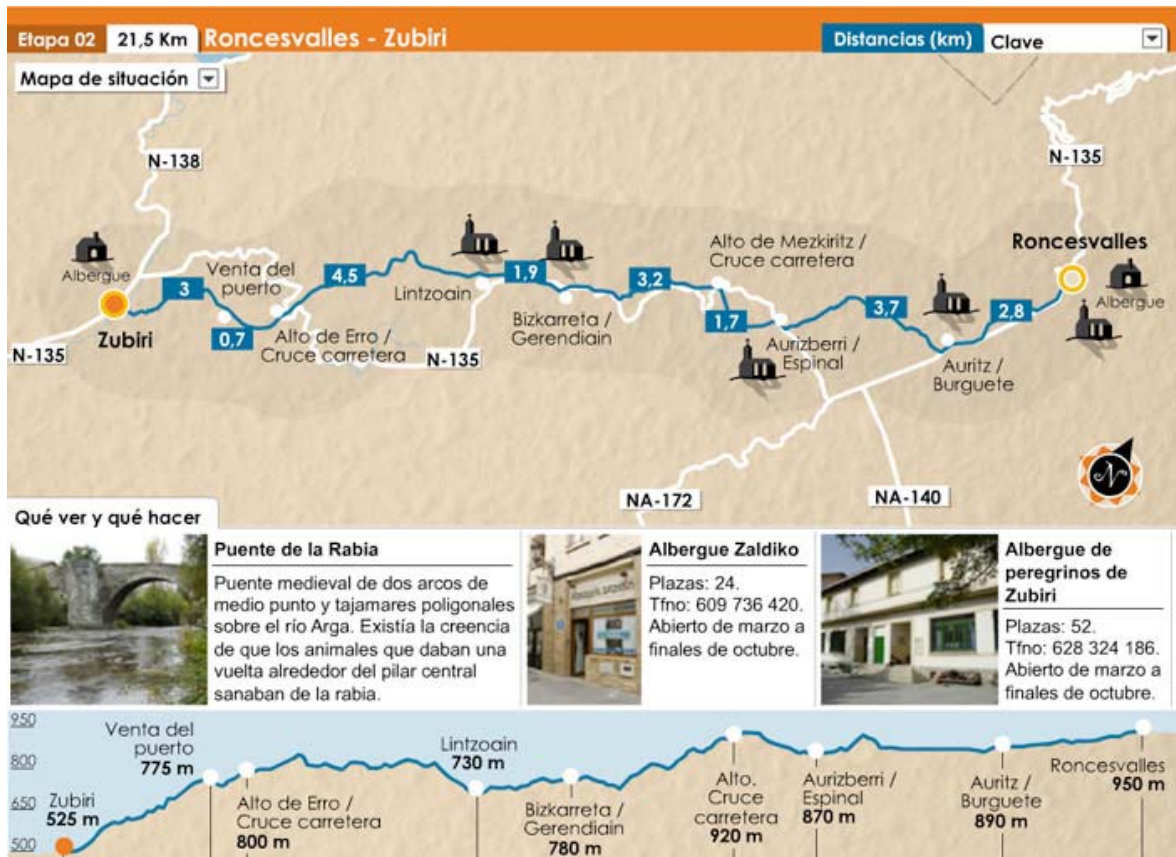 Etapa 02 21,5 Km Roncesvalles - Zubiri
Distancias (km) Clave
Mapa de situación
N-138
N-135
Roncesvalles
Albergue
Albergue
Zubiri
3
Venta del
puerto
0,7
4,5
Alto de Erro /
Cruce carretera
Lintzoain
1,9
N-135
N-135
Bizkarreta /
Gerendiain
3,2
Alto de Mezkiritz /
Cruce carretera
1,7
Aurizberri /
Espinal
3,7
Auritz /
Burguete
2,8
NA-172
NA-140
N
Qué ver y qué hacer
Puente de la Rabia
Puente medieval de dos arcos de
medio punto y tajamares poligonales
sobre el río Arga. Existía la creencia
de que los animales que daban una
vuelta alrededor del pilar central
sanaban de la rabia.
Albergue Zaldiko
Plazas: 24.
Tfno: 609 736 420.
Abierto de marzo a
finales de octubre.
Albergue de
peregrinos de
Zubiri
Plazas: 52.
Tfno: 628 324 186.
Abierto de marzo a
finales de octubre.
950
800
650
500
Zubiri
525 m
Venta del
puerto
775 m
Alto de Erro /
Cruce carretera
800 m
Lintzoain
730 m
Bizkarreta /
Gerendiain
780 m
Alto.
Cruce
carretera
920 m
Aurizberri /
Espinal
870 m
Auritz /
Burguete
890 m
Roncesvalles
950 m